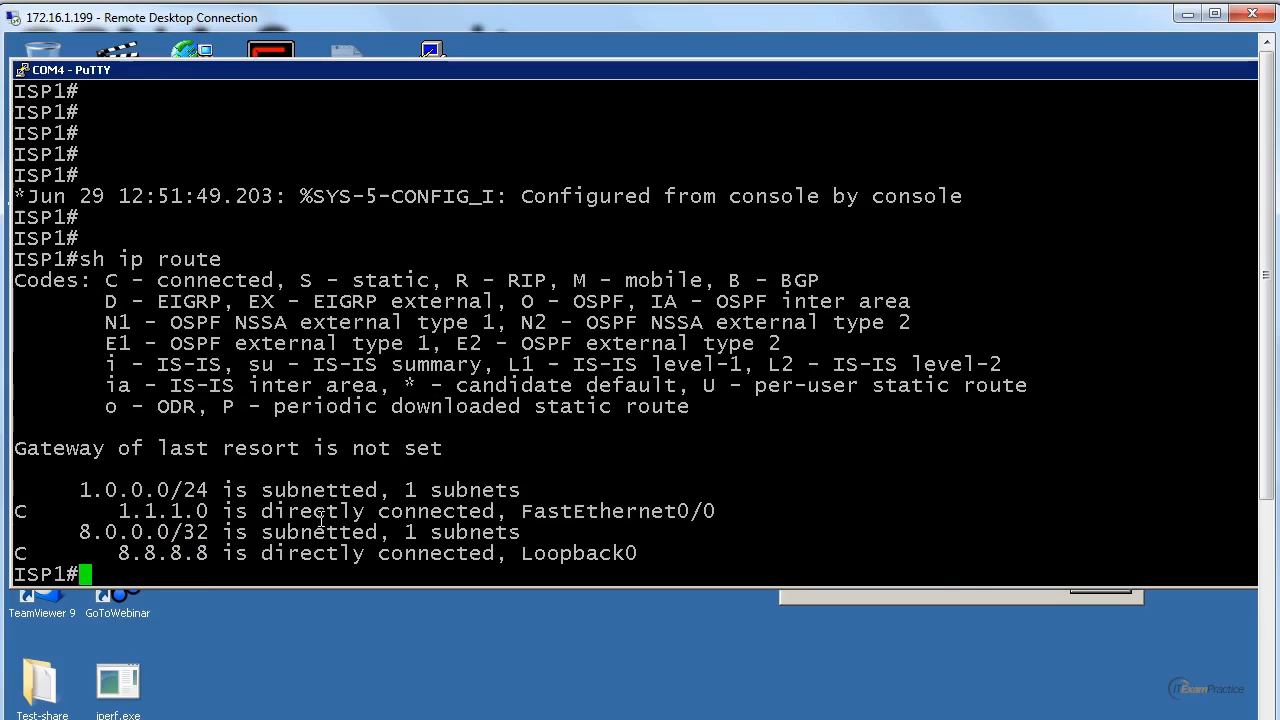 172.16.1.199 - Remote Desktop Connection
COM4 - PuTTY
ISP1#
ISP1#
ISP1#
ISP1#
ISP1#
*Jun 29 12:51:49.203: %SYS-5-CONFIG_I: Configured from console by console
ISP1#
ISP1#
ISP1#sh ip route
Codes: C - connected, S - static, R - RIP, M - mobile, B - BGP
D - EIGRP, EX - EIGRP external, O - OSPF, IA - OSPF inter area
N1 - OSPF NSSA external type 1, N2 - OSPF NSSA external type 2
E1 - OSPF external type 1, E2 - OSPF external type 2
i - IS-IS, su - IS-IS summary, L1 - IS-IS level-1, L2 - IS-IS level-2
ia - IS-IS inter area, * - candidate default, U - per-user static route
o - ODR, P - periodic downloaded static route
Gateway of last resort is not set
1.0.0.0/24 is subnetted, 1 subnets
C 1.1.1.0 is directly connected, FastEthernet0/0
8.0.0.0/32 is subnetted, 1 subnets
C 8.8.8.8 is directly connected, Loopback0
ISP1#
TeamViewer 9 GoToWebinar
Test-share iperf.exe
ITExamPractice